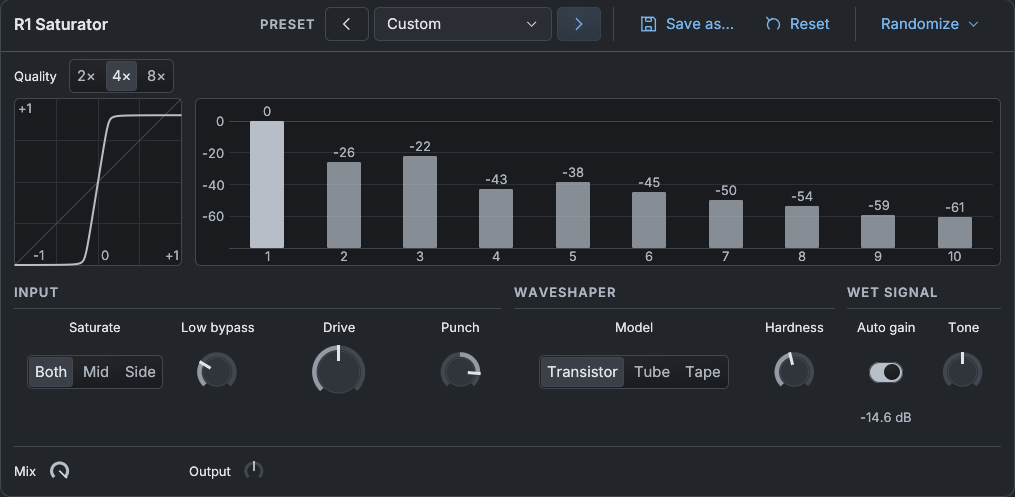 R1 Saturator PRESET Custom Save as... Reset Randomize
Quality 2× 4× 8×
+1
-1 0 +1
0 -20 -40 -60
0 -26 -22 -43 -38 -45 -50 -54 -59 -61
1 2 3 4 5 6 7 8 9 10
INPUT WAVESHAPER WET SIGNAL
Saturate Low bypass Drive Punch Model Hardness Auto gain Tone
Both Mid Side Transistor Tube Tape
-14.6 dB
Mix Output